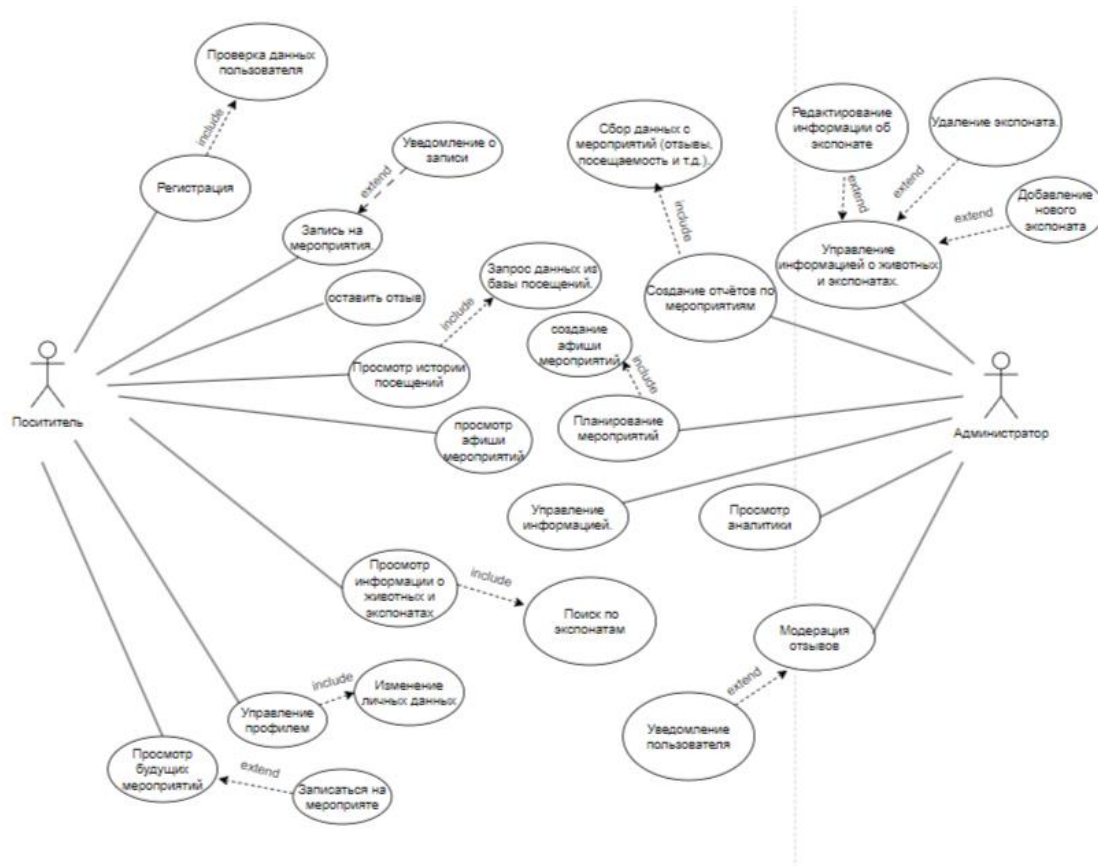 Проверка данных
пользователя
include
Регистрация
Уведомление о
записи
extend
Запись на
мероприятия.
оставить отзыв
Запрос данных из
базы посещений.
include
Просмотр истории
посещений
просмотр
афиши
мероприятий
Посититель
Сбор данных с
мероприятий (отзывы,
посещаемость и т.д.).
include
Создание отчётов по
мероприятиям
создание
афиши
мероприятий
include
Планирование
мероприятий
Редактирование
информации об
экспонате
extend
Удаление экспоната.
extend
Добавление
нового
экспоната
extend
Управление
информацией о животных
и экспонатах.
Администратор
Управление
информацией.
Просмотр
аналитики
Просмотр
информации о
животных и
экспонатах
include
Поиск по
экспонатам
Модерация
отзывов
extend
Уведомление
пользователя
Управление
профилем
include
Изменение
личных данных
Просмотр
будущих
мероприятий
extend
Записаться на
мероприяте